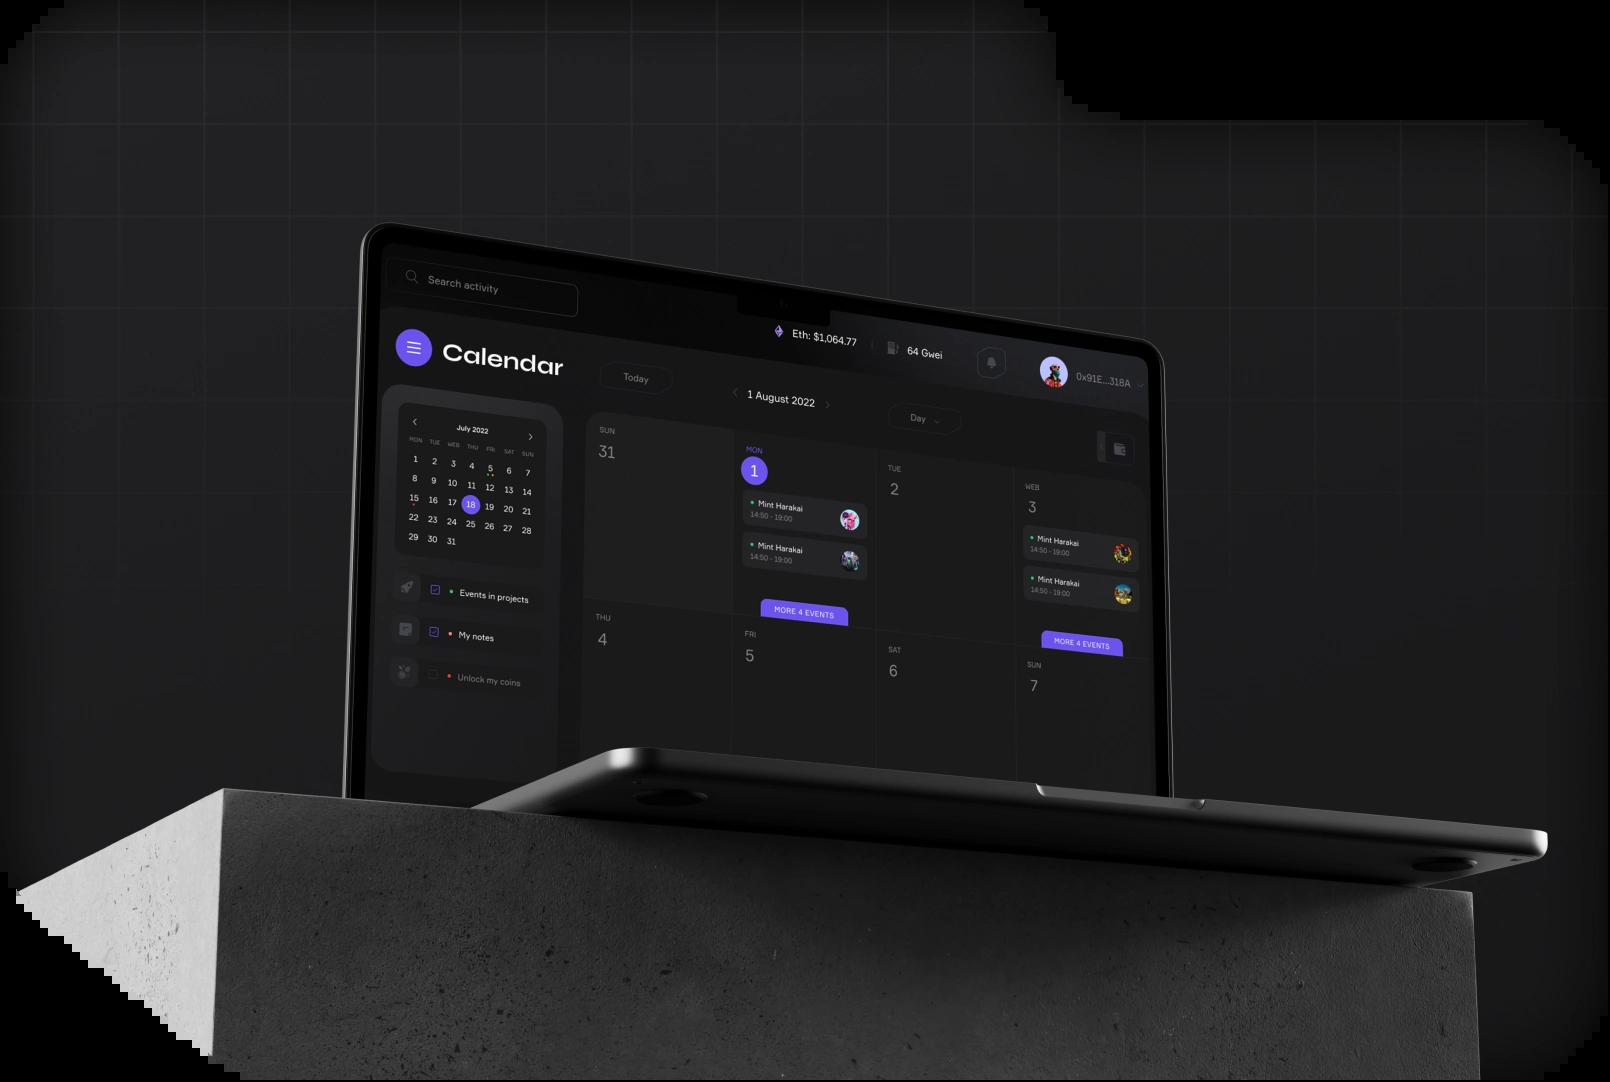 Search activity
Eth: $1,064.77
64 Gwei
0x91E...318A
Calendar
Today
1 August 2022
Day
July 2022
MON TUE WEB THU FRI SAT SUN
1 2 3 4 5 6 7
8 9 10 11 12 13 14
15 16 17 18 19 20 21
22 23 24 25 26 27 28
29 30 31
Events in projects
My notes
Unlock my coins
SUN
31
MON
1
Mint Harakai
14:50 - 19:00
Mint Harakai
14:50 - 19:00
MORE 4 EVENTS
TUE
2
WEB
3
Mint Harakai
14:50 - 19:00
Mint Harakai
14:50 - 19:00
MORE 4 EVENTS
THU
4
FRI
5
SAT
6
SUN
7